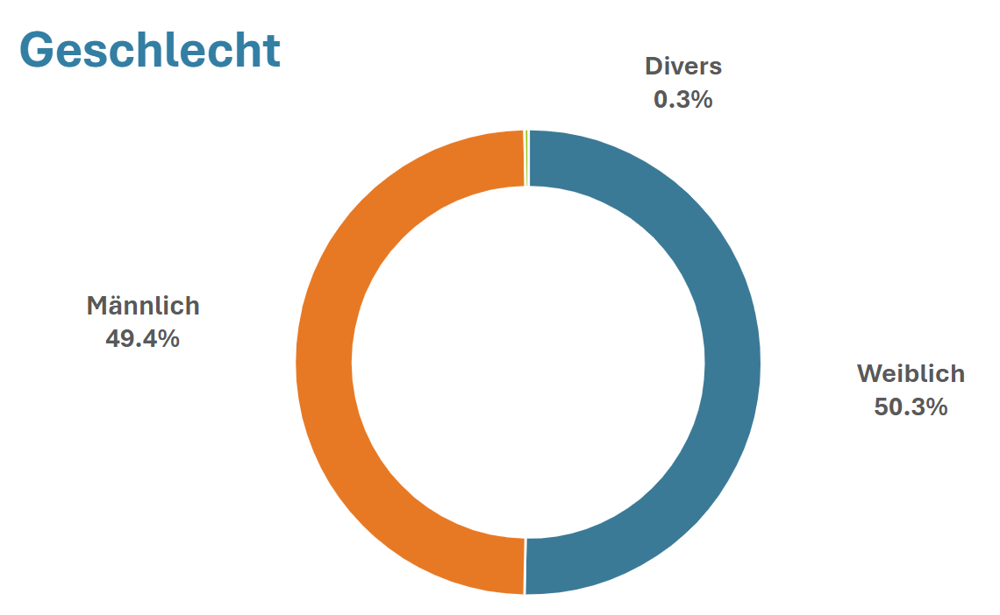 Geschlecht
Divers
0.3%
Männlich
49.4%
Weiblich
50.3%